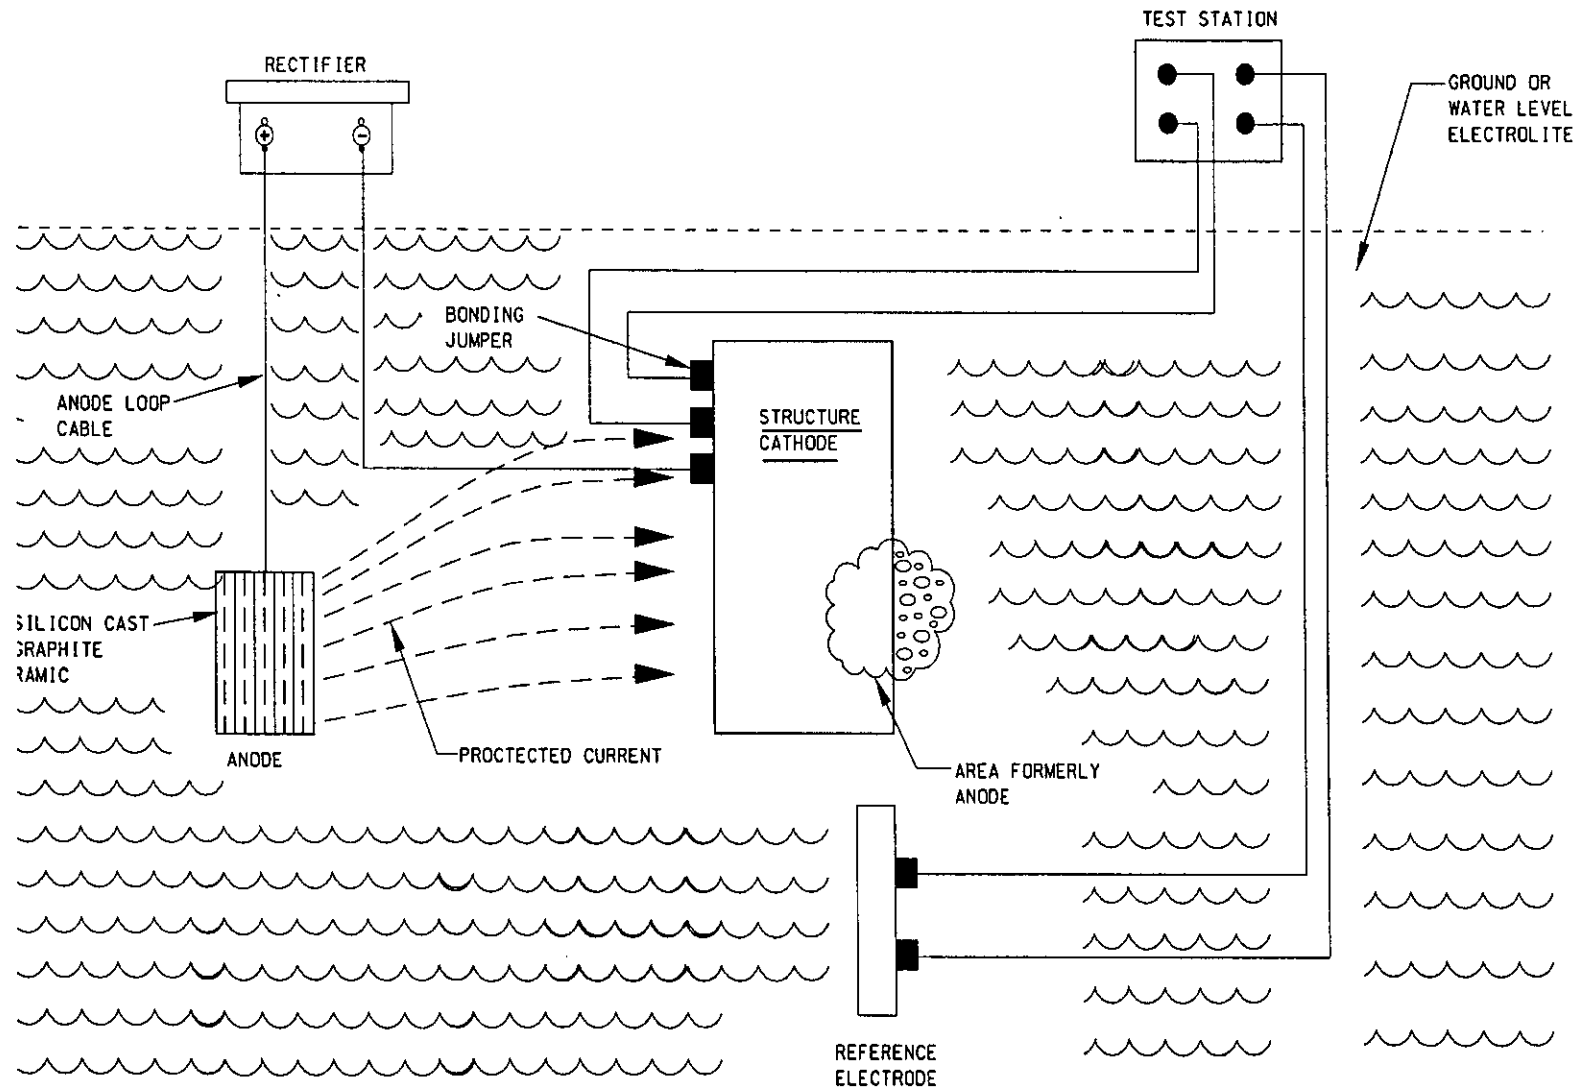 TEST STATION
RECTIFIER
+
-
GROUND OR
WATER LEVEL
ELECTROLITE
BONDING
JUMPER
ANODE LOOP
CABLE
STRUCTURE
CATHODE
SILICON CAST
GRAPHITE
RAMIC
ANODE
PROCTECTED CURRENT
AREA FORMERLY
ANODE
REFERENCE
ELECTRODE